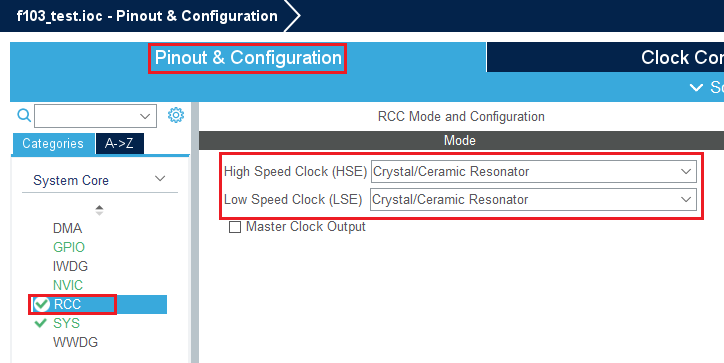 f103_test.ioc - Pinout & Configuration
Pinout & Configuration
Clock Con
So
RCC Mode and Configuration
Categories
A->Z
Mode
System Core
High Speed Clock (HSE) Crystal/Ceramic Resonator
Low Speed Clock (LSE) Crystal/Ceramic Resonator
Master Clock Output
DMA
GPIO
IWDG
NVIC
RCC
SYS
WWDG